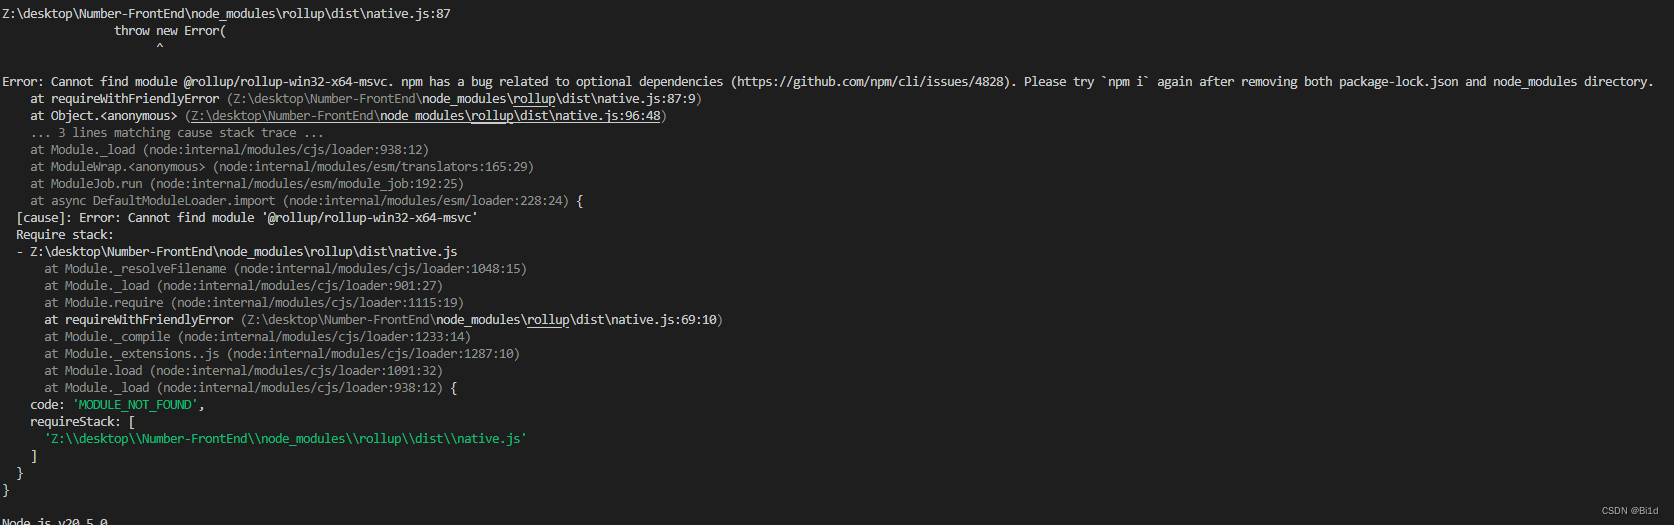 Z:\desktop\Number-FrontEnd\node_modules\rollup\dist\native.js:87
throw new Error(
^
Error: Cannot find module @rollup/rollup-win32-x64-msvc. npm has a bug related to optional dependencies (https://github.com/npm/cli/issues/4828). Please try `npm i` again after removing both package-lock.json and node_modules directory.
at requireWithFriendlyError (Z:\desktop\Number-FrontEnd\node_modules\rollup\dist\native.js:87:9)
at Object.<anonymous> (Z:\desktop\Number-FrontEnd\node_modules\rollup\dist\native.js:96:48)
... 3 lines matching cause stack trace ...
at Module._load (node:internal/modules/cjs/loader:938:12)
at ModuleWrap.<anonymous> (node:internal/modules/esm/translators:165:29)
at ModuleJob.run (node:internal/modules/esm/module_job:192:25)
at async DefaultModuleLoader.import (node:internal/modules/esm/loader:228:24) {
[cause]: Error: Cannot find module '@rollup/rollup-win32-x64-msvc'
Require stack:
- Z:\desktop\Number-FrontEnd\node_modules\rollup\dist\native.js
at Module._resolveFilename (node:internal/modules/cjs/loader:1048:15)
at Module._load (node:internal/modules/cjs/loader:901:27)
at Module.require (node:internal/modules/cjs/loader:1115:19)
at requireWithFriendlyError (Z:\desktop\Number-FrontEnd\node_modules\rollup\dist\native.js:69:10)
at Module._compile (node:internal/modules/cjs/loader:1233:14)
at Module._extensions..js (node:internal/modules/cjs/loader:1287:10)
at Module.load (node:internal/modules/cjs/loader:1091:32)
at Module._load (node:internal/modules/cjs/loader:938:12) {
code: 'MODULE_NOT_FOUND',
requireStack: [
'Z:\\desktop\\Number-FrontEnd\\node_modules\\rollup\\dist\\native.js'
]
}
}
Node.js v20.5.0
CSDN @Bi1d